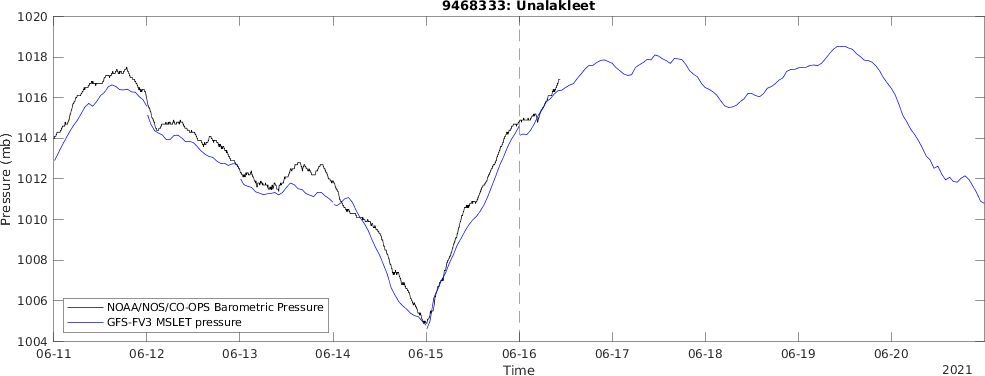 9468333: Unalakleet
Pressure (mb)
1020
1018
1016
1014
1012
1010
1008
1006
1004
NOAA/NOS/CO-OPS Barometric Pressure
GFS-FV3 MSLET pressure
06-11 06-12 06-13 06-14 06-15 06-16 06-17 06-18 06-19 06-20
Time
2021